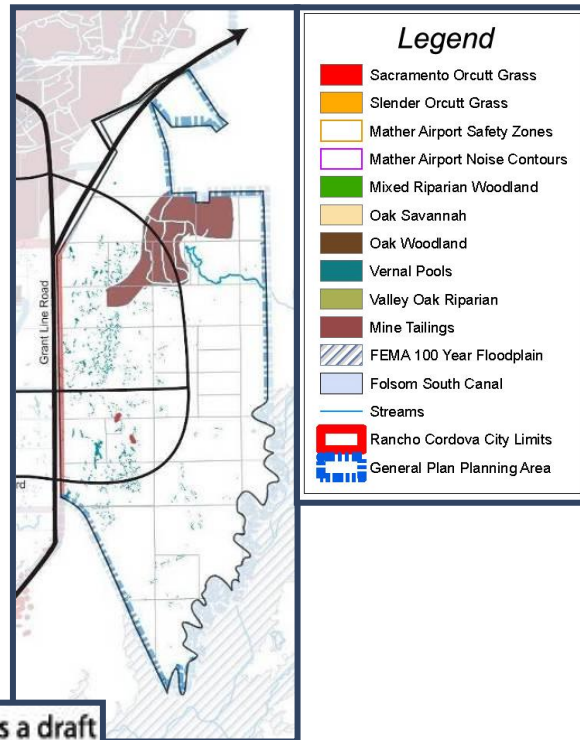 Grant Line Road
rd.
s a draft
Legend
Sacramento Orcutt Grass
Slender Orcutt Grass
Mather Airport Safety Zones
Mather Airport Noise Contours
Mixed Riparian Woodland
Oak Savannah
Oak Woodland
Vernal Pools
Valley Oak Riparian
Mine Tailings
FEMA 100 Year Floodplain
Folsom South Canal
Streams
Rancho Cordova City Limits
General Plan Planning Area